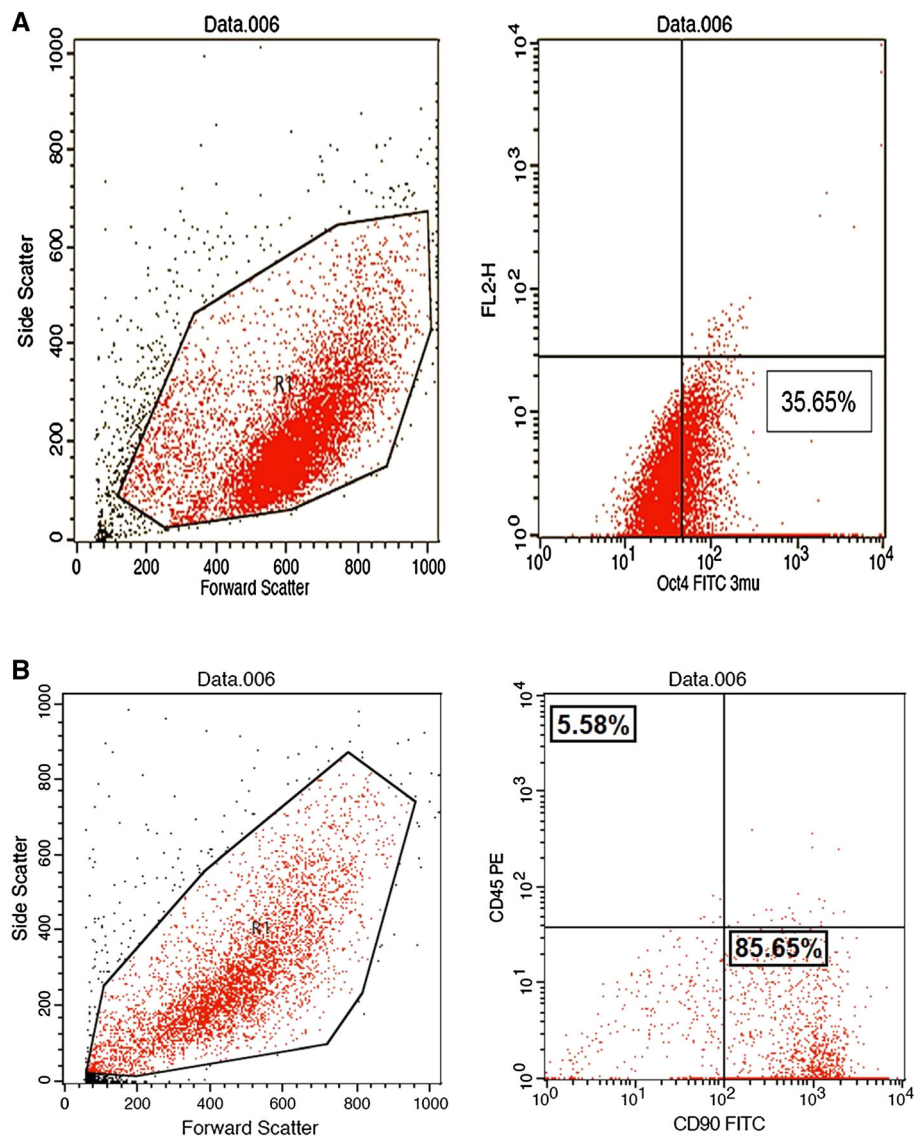 A
Data.006
Side Scatter
1000
800
600
400
200
0
R1
0 200 400 600 800 1000
Forward Scatter
Data.006
FL2-H
10^4
10^3
10^2
10^1
10^0
35.65%
10^0 10^1 10^2 10^3 10^4
Oct4 FITC 3mu
B
Data.006
Side Scatter
1000
800
600
400
200
0
R1
0 200 400 600 800 1000
Forward Scatter
Data.006
CD45 PE
10^4
10^3
10^2
10^1
10^0
5.58%
85.65%
10^0 10^1 10^2 10^3 10^4
CD90 FITC